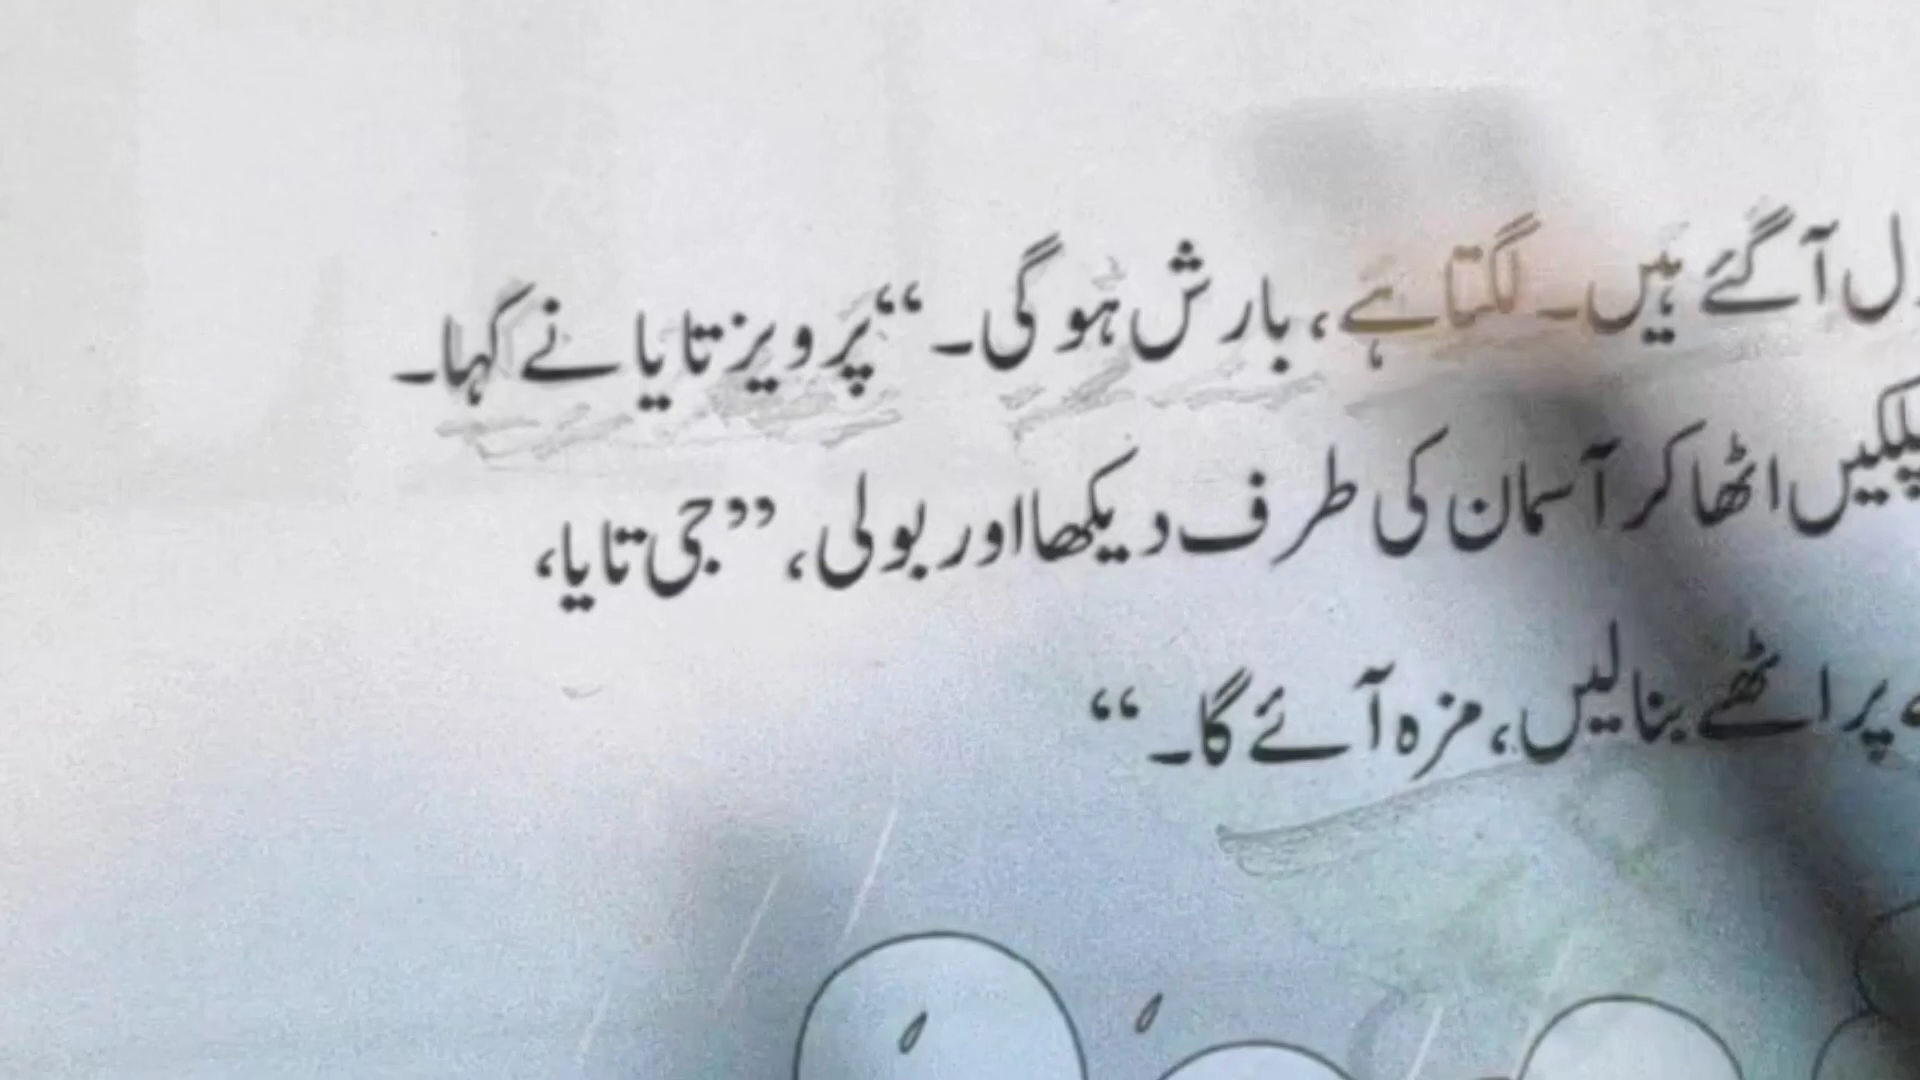 آگئے ہیں۔ لگتا ہے، بارش ہو گی۔“ پرویز تایا نے کہا۔
پلکیں اٹھا کر آسمان کی طرف دیکھا اور بولی، ”جی تایا،
پراٹھے بنا لیں، مزہ آئے گا۔“